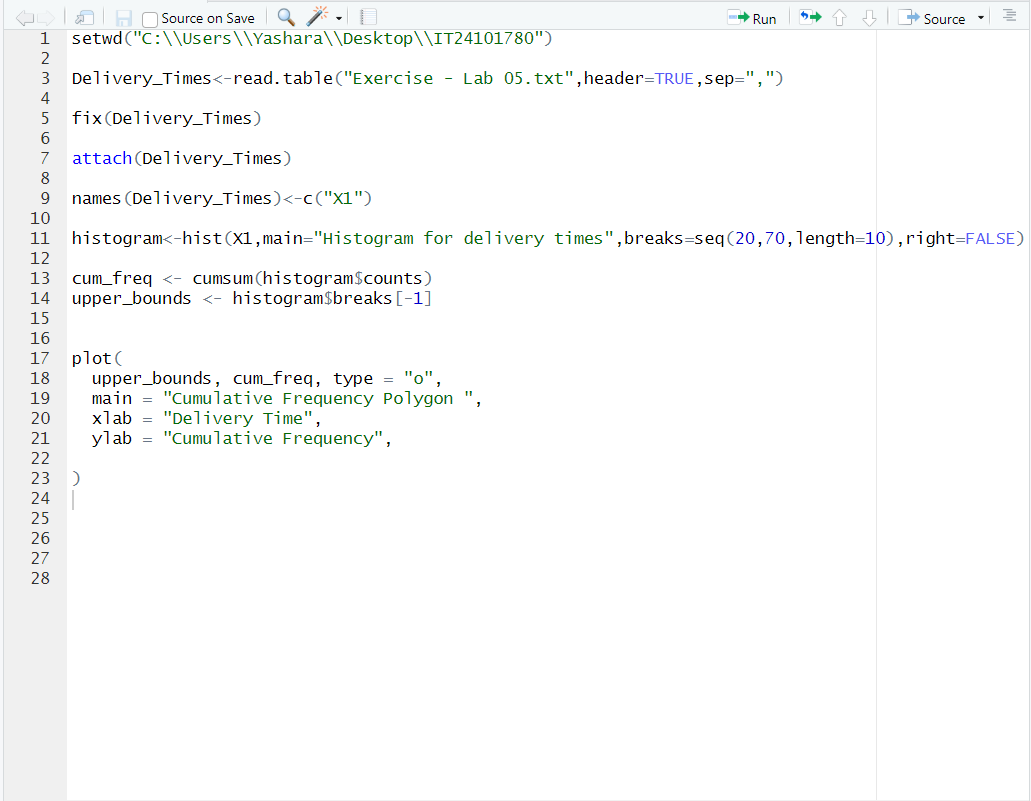 Source on Save
Run
Source
1 setwd("C:\\Users\\Yashara\\Desktop\\IT24101780")
2
3 Delivery_Times<-read.table("Exercise - Lab 05.txt",header=TRUE,sep=",")
4
5 fix(Delivery_Times)
6
7 attach(Delivery_Times)
8
9 names(Delivery_Times)<-c("X1")
10
11 histogram<-hist(X1,main="Histogram for delivery times",breaks=seq(20,70,length=10),right=FALSE)
12
13 cum_freq <- cumsum(histogram$counts)
14 upper_bounds <- histogram$breaks[-1]
15
16
17 plot(
18   upper_bounds, cum_freq, type = "o",
19   main = "Cumulative Frequency Polygon ",
20   xlab = "Delivery Time",
21   ylab = "Cumulative Frequency",
22
23 )
24
25
26
27
28